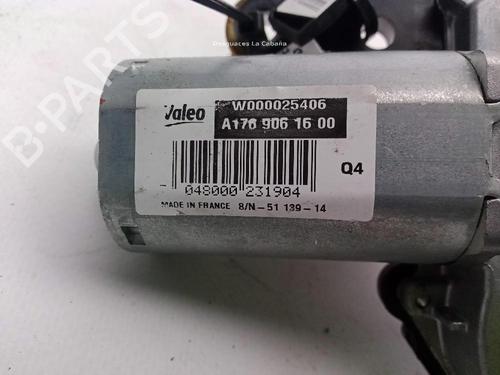 Desguaces La Cabaña
B-PARTS
Valeo
W000025406
A176 906 16 00
Q4
048000 231904
MADE IN FRANCE 8/N-51 139-14